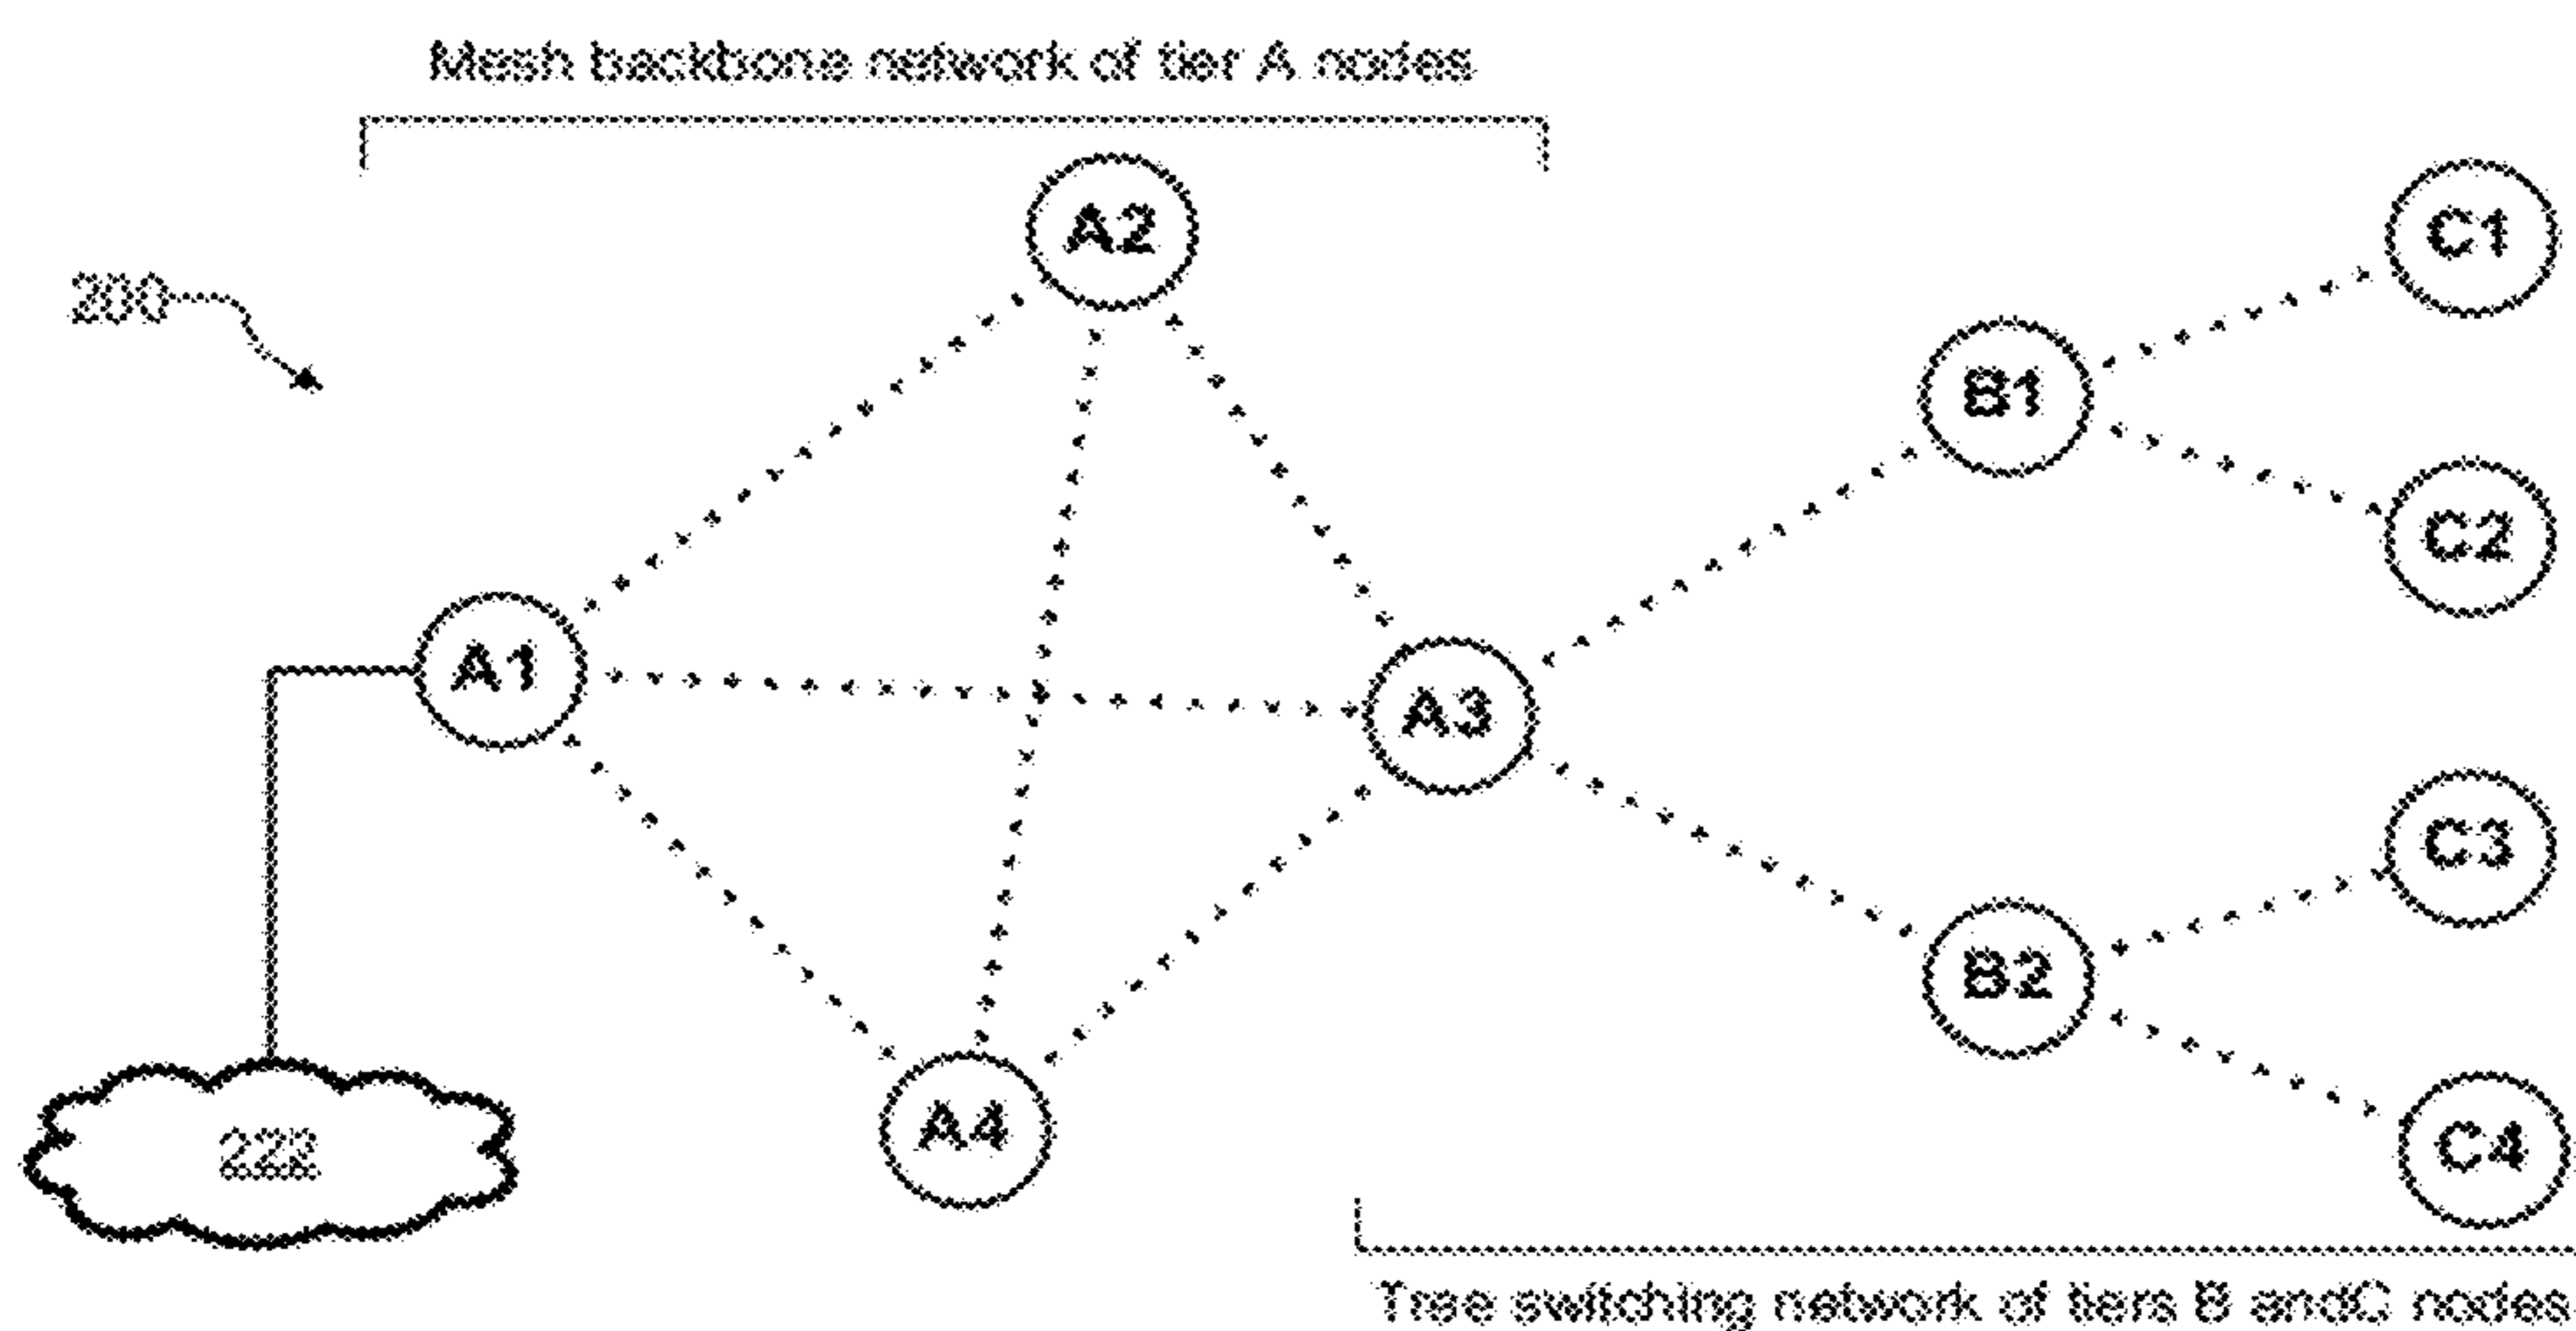 Mesh backbone network of tier A nodes
A2
C1
200
B1
C2
A1
A3
C3
B2
A4
222
C4
Tree switching network of tiers B andC nodes